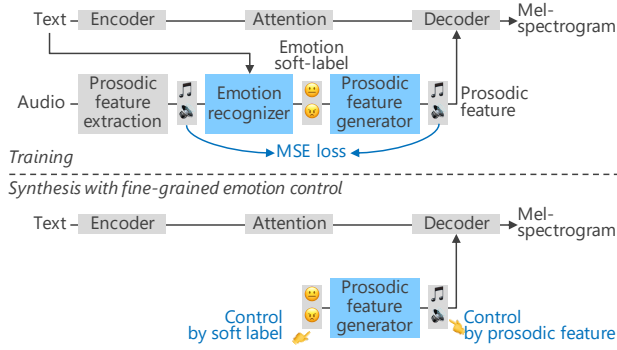 Text
Encoder
Attention
Decoder
Mel-
spectrogram
Emotion
soft-label
Audio
Prosodic
feature
extraction
Emotion
recognizer
Prosodic
feature
generator
Prosodic
feature
MSE loss
Training
Synthesis with fine-grained emotion control
Text
Encoder
Attention
Decoder
Mel-
spectrogram
Prosodic
feature
generator
Control
by soft label
Control
by prosodic feature